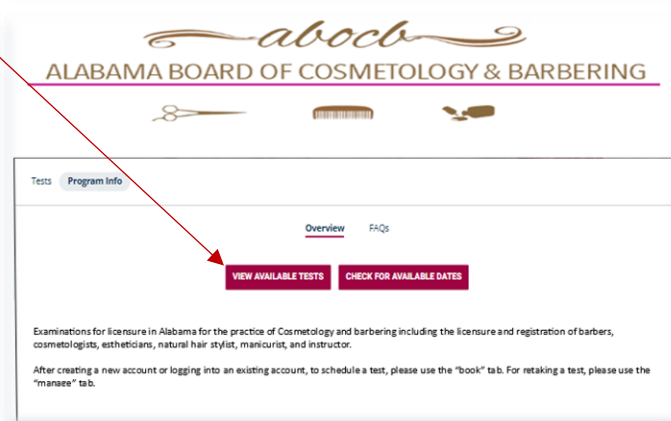 abocb
ALABAMA BOARD OF COSMETOLOGY & BARBERING
Tests Program Info
Overview FAQs
VIEW AVAILABLE TESTS CHECK FOR AVAILABLE DATES
Examinations for licensure in Alabama for the practice of Cosmetology and barbering including the licensure and registration of barbers,
cosmetologists, estheticians, natural hair stylist, manicurist, and instructor.
After creating a new account or logging into an existing account, to schedule a test, please use the “book” tab. For retaking a test, please use the
“manage” tab.